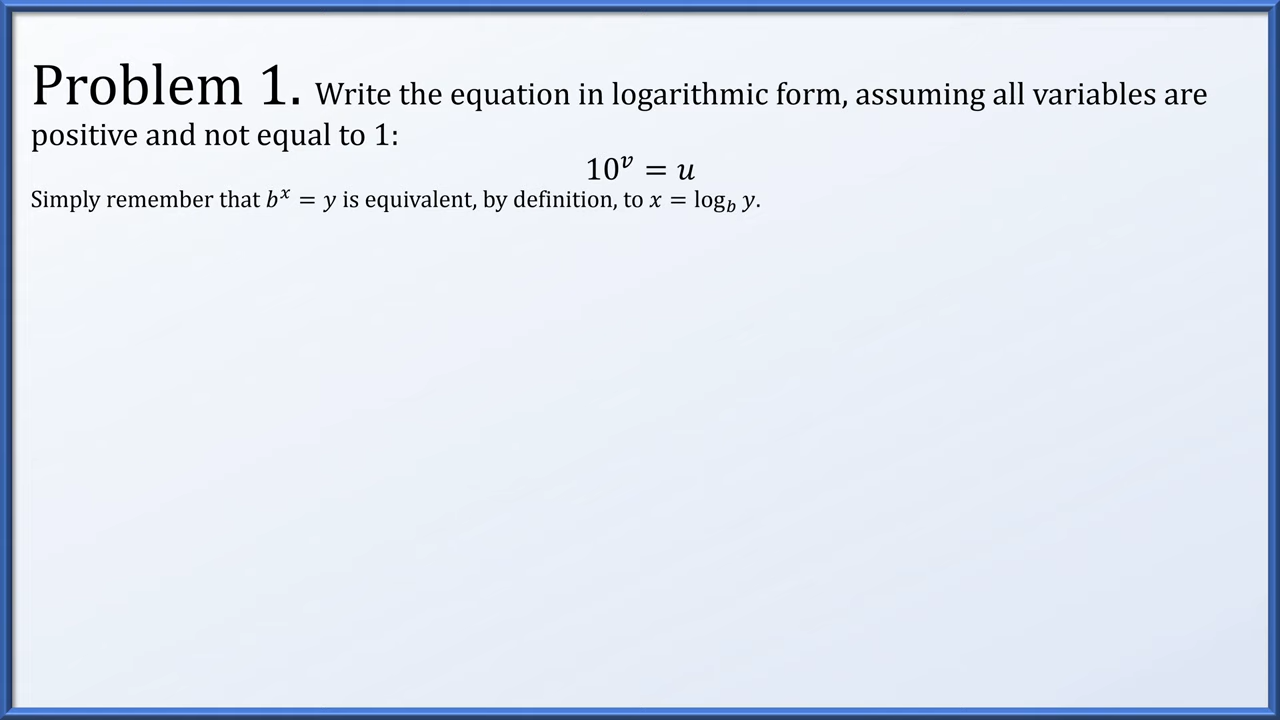 Problem 1. Write the equation in logarithmic form, assuming all variables are
positive and not equal to 1:
10^v = u
Simply remember that b^x = y is equivalent, by definition, to x = log_b y.